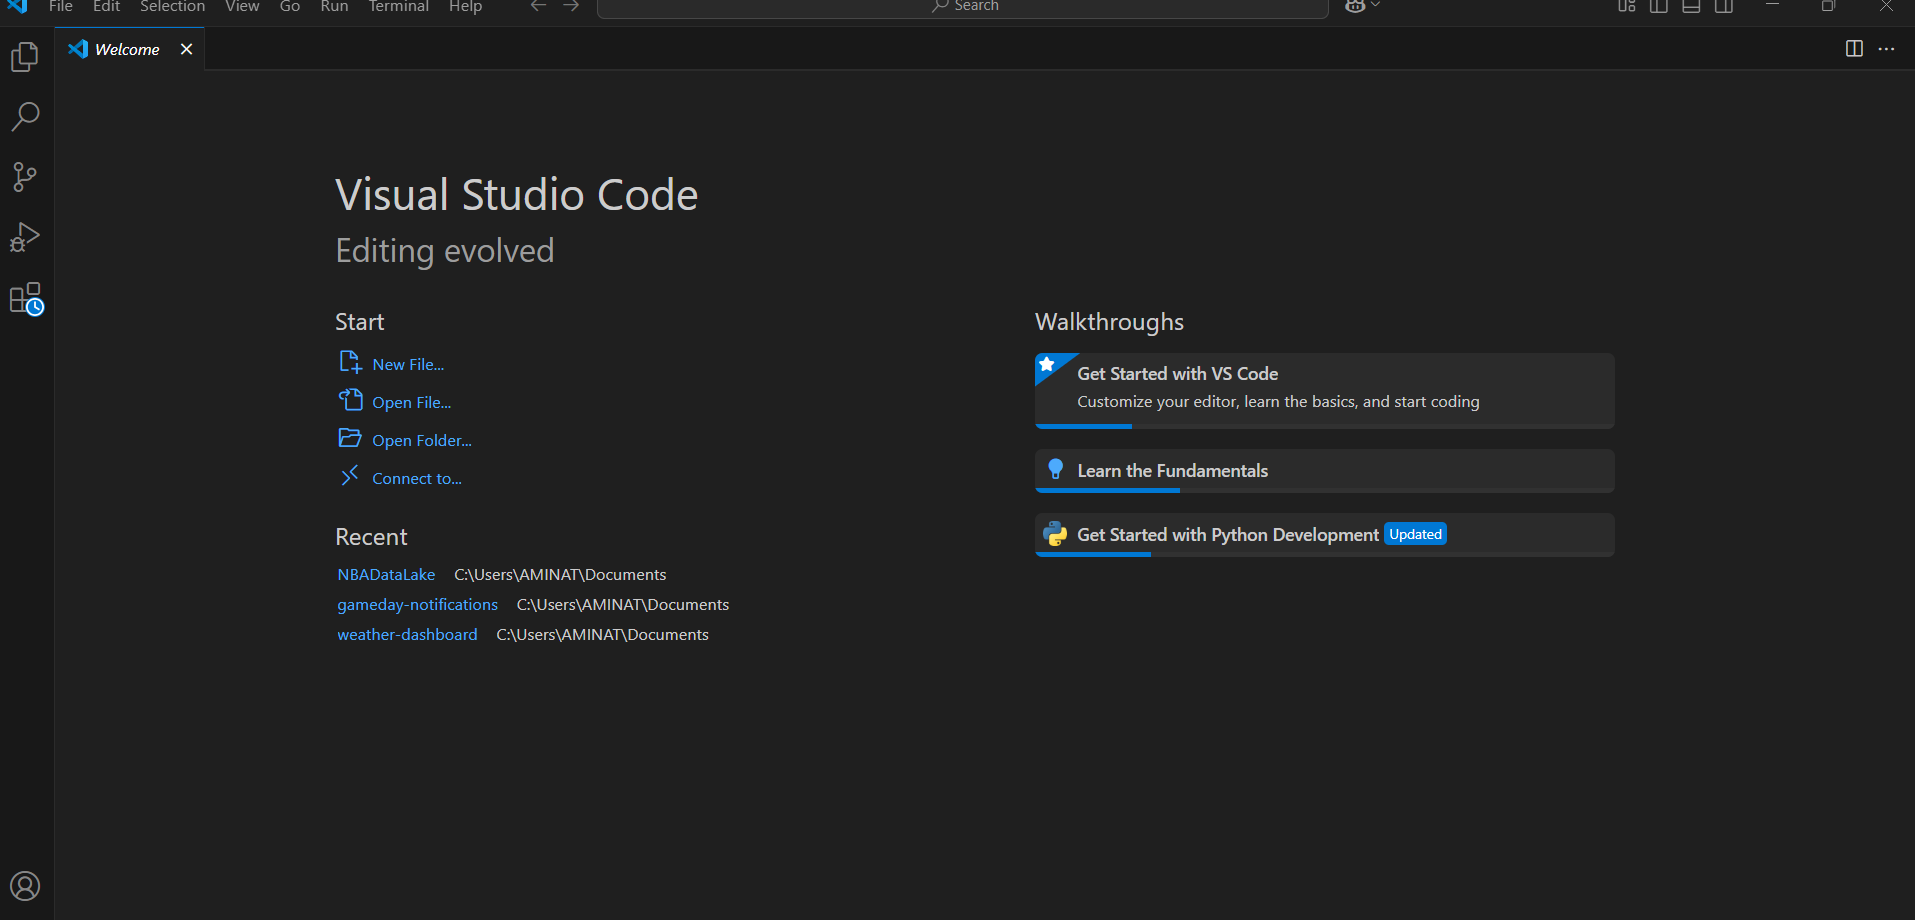 File Edit Selection View Go Run Terminal Help Search
Welcome
Visual Studio Code
Editing evolved
Start
New File...
Open File...
Open Folder...
Connect to...
Recent
NBADataLake C:\Users\AMINAT\Documents
gameday-notifications C:\Users\AMINAT\Documents
weather-dashboard C:\Users\AMINAT\Documents
Walkthroughs
Get Started with VS Code
Customize your editor, learn the basics, and start coding
Learn the Fundamentals
Get Started with Python Development Updated